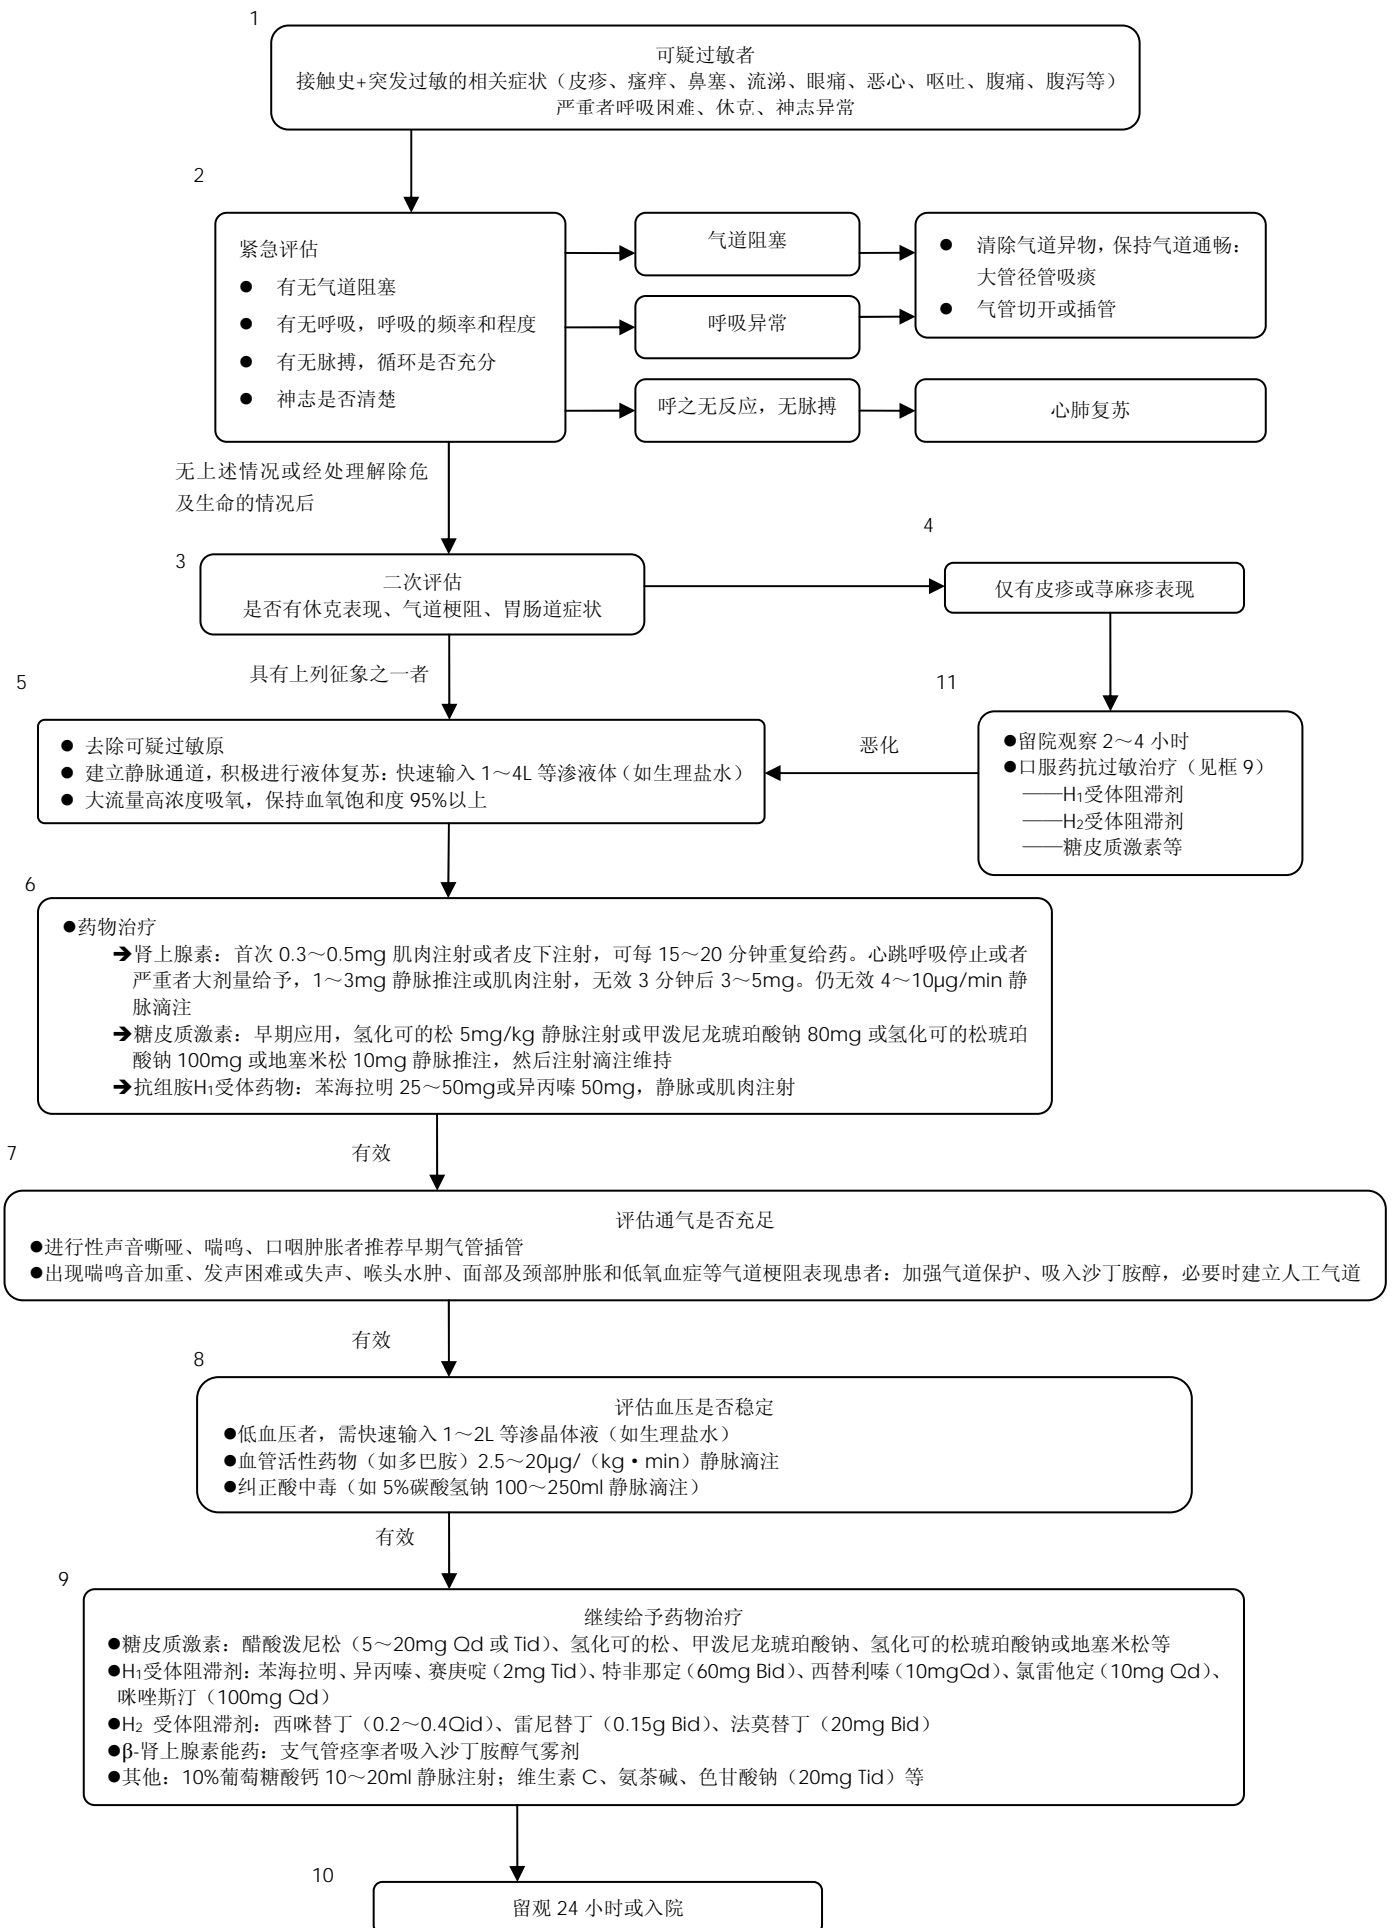 1
可疑过敏者
接触史+突发过敏的相关症状（皮疹、瘙痒、鼻塞、流涕、眼痛、恶心、呕吐、腹痛、腹泻等）
严重者呼吸困难、休克、神志异常
2
紧急评估
● 有无气道阻塞
● 有无呼吸，呼吸的频率和程度
● 有无脉搏，循环是否充分
● 神志是否清楚
气道阻塞
呼吸异常
呼之无反应，无脉搏
● 清除气道异物，保持气道通畅：
大管径管吸痰
● 气管切开或插管
心肺复苏
无上述情况或经处理解除危
及生命的情况后
3
二次评估
是否有休克表现、气道梗阻、胃肠道症状
4
仅有皮疹或荨麻疹表现
具有上列征象之一者
5
● 去除可疑过敏原
● 建立静脉通道，积极进行液体复苏：快速输入 1～4L 等渗液体（如生理盐水）
● 大流量高浓度吸氧，保持血氧饱和度 95%以上
恶化
11
●留院观察 2～4 小时
●口服药抗过敏治疗（见框 9）
——H₁受体阻滞剂
——H₂受体阻滞剂
——糖皮质激素等
6
●药物治疗
➔肾上腺素：首次 0.3～0.5mg 肌肉注射或者皮下注射，可每 15～20 分钟重复给药。心跳呼吸停止或者
严重者大剂量给予，1～3mg 静脉推注或肌肉注射，无效 3 分钟后 3～5mg。仍无效 4～10μg/min 静
脉滴注
➔糖皮质激素：早期应用，氢化可的松 5mg/kg 静脉注射或甲泼尼龙琥珀酸钠 80mg 或氢化可的松琥珀
酸钠 100mg 或地塞米松 10mg 静脉推注，然后注射滴注维持
➔抗组胺H₁受体药物：苯海拉明 25～50mg或异丙嗪 50mg，静脉或肌肉注射
有效
7
评估通气是否充足
●进行性声音嘶哑、喘鸣、口咽肿胀者推荐早期气管插管
●出现喘鸣音加重、发声困难或失声、喉头水肿、面部及颈部肿胀和低氧血症等气道梗阻表现患者：加强气道保护、吸入沙丁胺醇，必要时建立人工气道
有效
8
评估血压是否稳定
●低血压者，需快速输入 1～2L 等渗晶体液（如生理盐水）
●血管活性药物（如多巴胺）2.5～20μg/（kg·min）静脉滴注
●纠正酸中毒（如 5%碳酸氢钠 100～250ml 静脉滴注）
有效
9
继续给予药物治疗
●糖皮质激素：醋酸泼尼松（5～20mg Qd 或 Tid）、氢化可的松、甲泼尼龙琥珀酸钠、氢化可的松琥珀酸钠或地塞米松等
●H₁受体阻滞剂：苯海拉明、异丙嗪、赛庚啶（2mg Tid）、特非那定（60mg Bid）、西替利嗪（10mgQd）、氯雷他定（10mg Qd）、
咪唑斯汀（100mg Qd）
●H₂ 受体阻滞剂：西咪替丁（0.2～0.4Qid）、雷尼替丁（0.15g Bid）、法莫替丁（20mg Bid）
●β-肾上腺素能药：支气管痉挛者吸入沙丁胺醇气雾剂
●其他：10%葡萄糖酸钙 10～20ml 静脉注射；维生素 C、氨茶碱、色甘酸钠（20mg Tid）等
10
留观 24 小时或入院